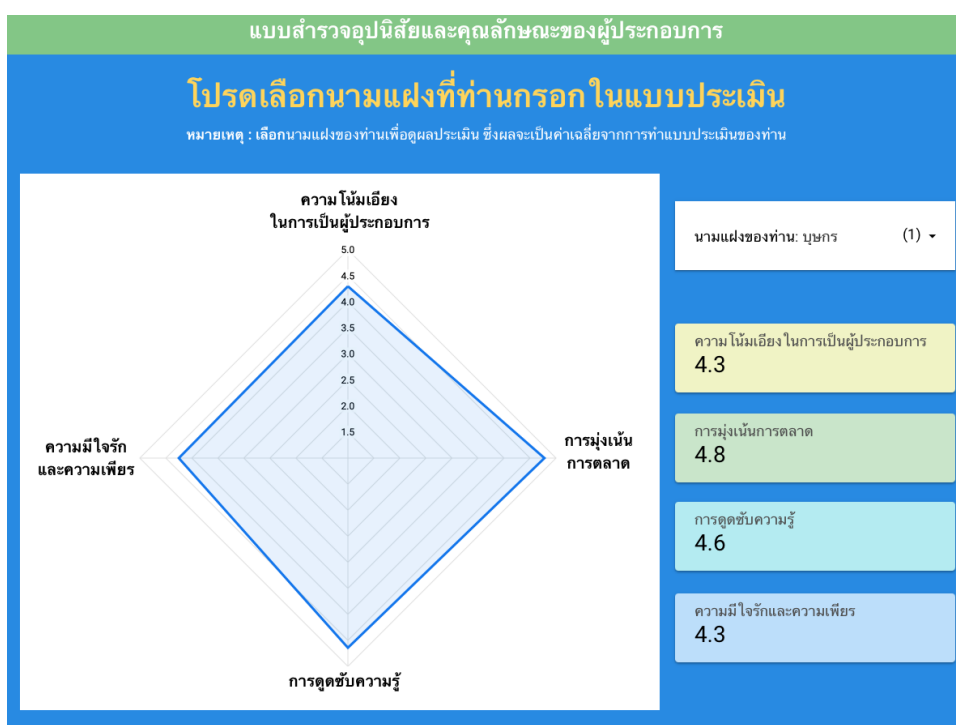 แบบสำรวจอุปนิสัยและคุณลักษณะของผู้ประกอบการ
โปรดเลือกนามแฝงที่ท่านกรอกในแบบประเมิน
หมายเหตุ : เลือกนามแฝงของท่านเพื่อดูผลประเมิน ซึ่งผลจะเป็นค่าเฉลี่ยจากการทำแบบประเมินของท่าน
ความโน้มเอียง
ในการเป็นผู้ประกอบการ
5.0
4.5
4.0
3.5
3.0
2.5
2.0
1.5
ความมีใจรัก
และความเพียร
การมุ่งเน้น
การตลาด
การดูดซับความรู้
นามแฝงของท่าน: บุษกร (1)
ความโน้มเอียงในการเป็นผู้ประกอบการ
4.3
การมุ่งเน้นการตลาด
4.8
การดูดซับความรู้
4.6
ความมีใจรักและความเพียร
4.3